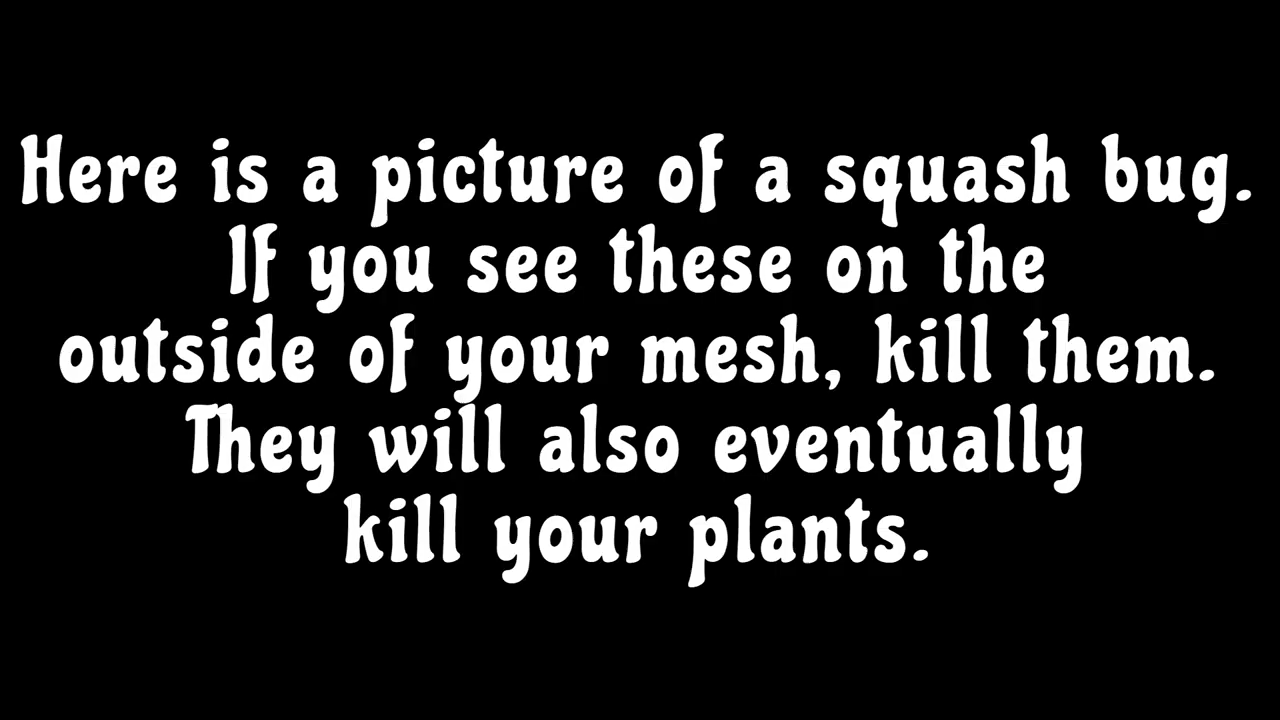 Here is a picture of a squash bug.
If you see these on the
outside of your mesh, kill them.
They will also eventually
kill your plants.